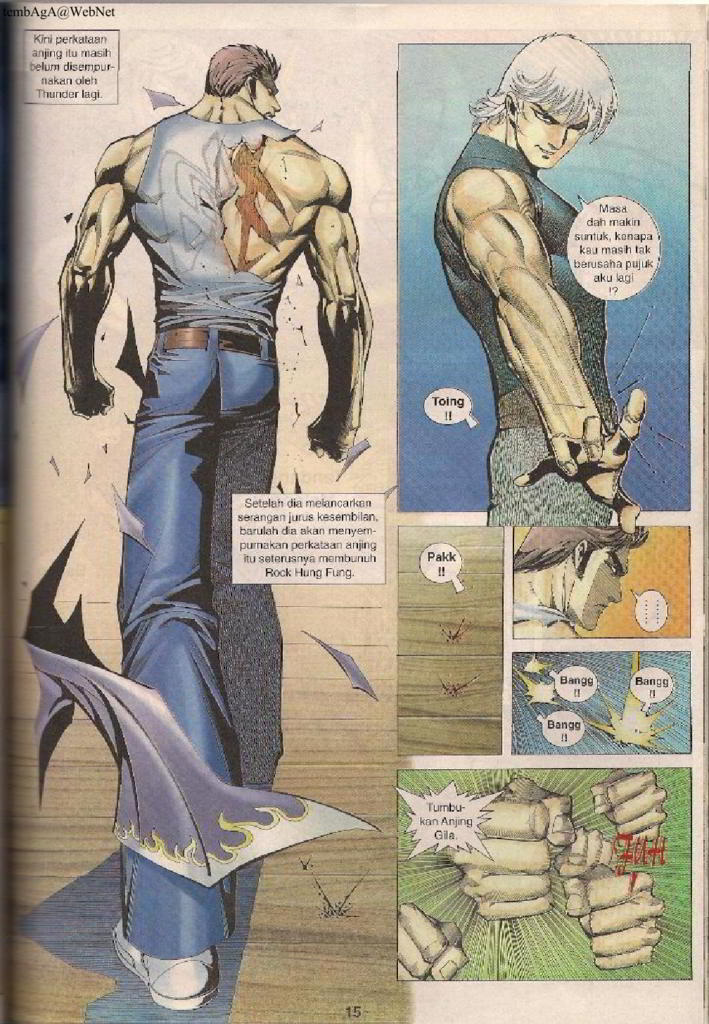 tembAgA@WebNet
Kini perkataan
anjing itu masih
belum disempur-
nakan oleh
Thunder lagi.
Masa
dah makin
suntuk, kenapa
kau masih tak
berusaha pujuk
aku lagi
!?
Toing
!!
Setelah dia melancarkan
serangan jurus kesembilan,
barulah dia akan menyem-
purnakan perkataan anjing
itu seterusnya membunuh
Rock Hung Fung.
Pakk
!!
......
Bangg
!!
Bangg
!!
Bangg
!!
Tumbu-
kan Anjing
Gila.
15